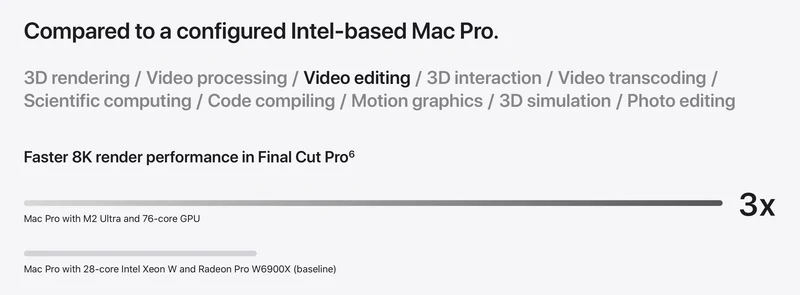 Compared to a configured Intel-based Mac Pro.
3D rendering / Video processing / Video editing / 3D interaction / Video transcoding /
Scientific computing / Code compiling / Motion graphics / 3D simulation / Photo editing
Faster 8K render performance in Final Cut Pro⁶
3x
Mac Pro with M2 Ultra and 76-core GPU
Mac Pro with 28-core Intel Xeon W and Radeon Pro W6900X (baseline)